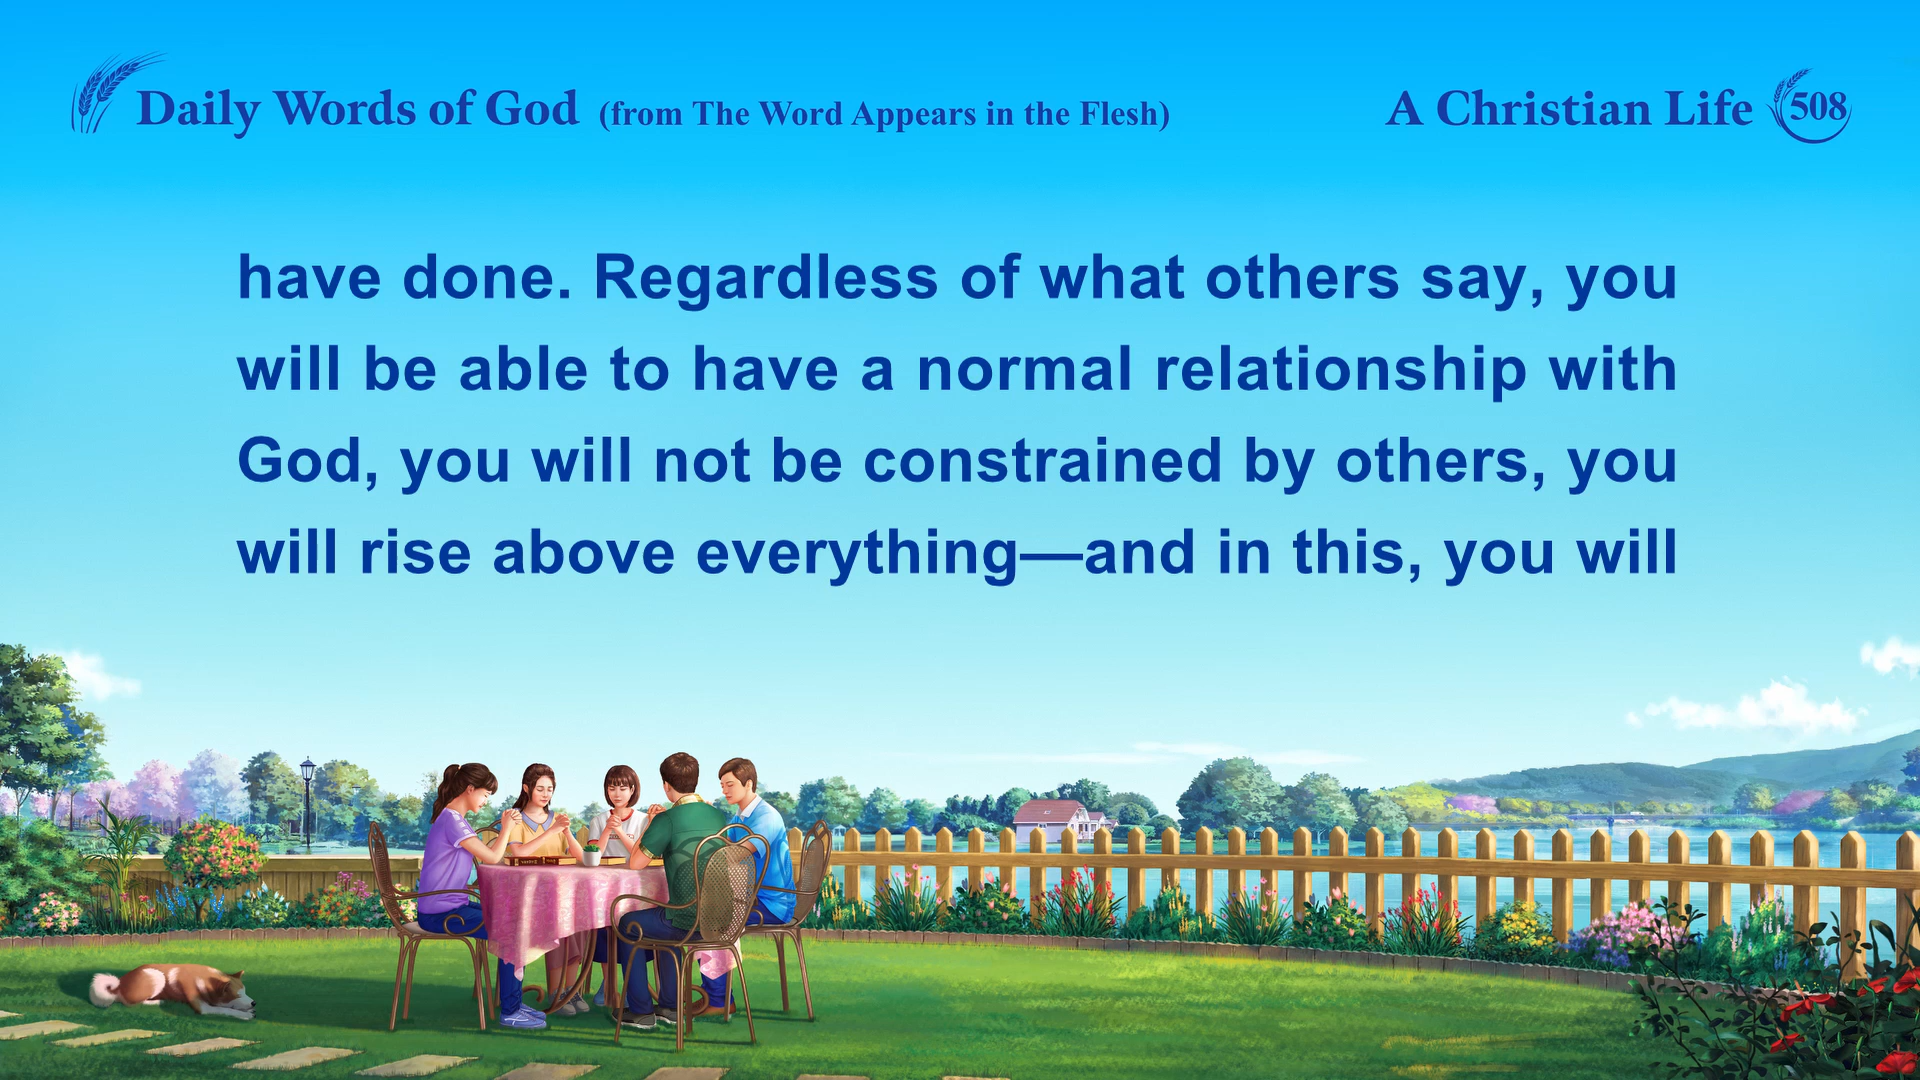 Daily Words of God (from The Word Appears in the Flesh)
A Christian Life 508
have done. Regardless of what others say, you
will be able to have a normal relationship with
God, you will not be constrained by others, you
will rise above everything—and in this, you will